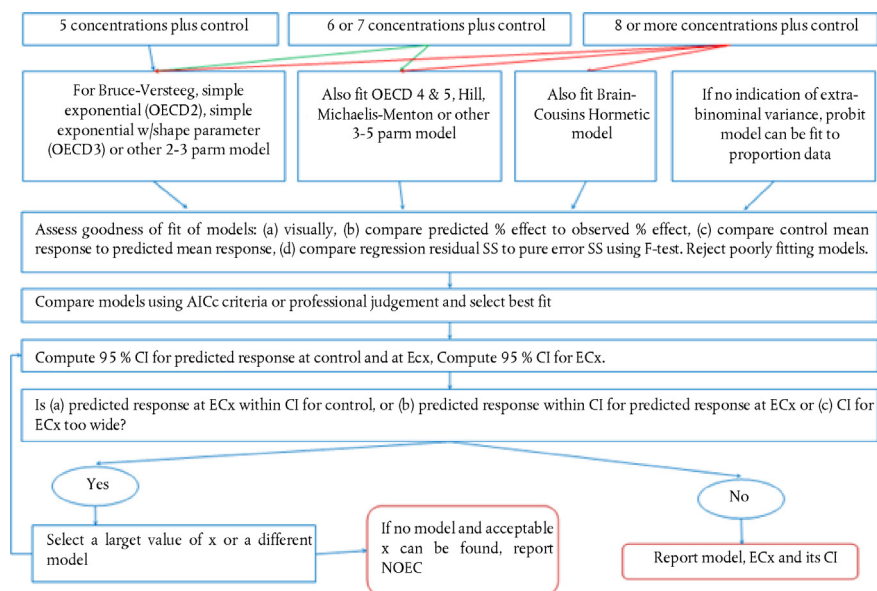 5 concentrations plus control
6 or 7 concentrations plus control
8 or more concentrations plus control
For Bruce-Versteeg, simple
exponential (OECD2), simple
exponential w/shape parameter
(OECD3) or other 2-3 parm model
Also fit OECD 4 & 5, Hill,
Michaelis-Menton or other
3-5 parm model
Also fit Brain-
Cousins Hormetic
model
If no indication of extra-
binominal variance, probit
model can be fit to
proportion data
Assess goodness of fit of models: (a) visually, (b) compare predicted % effect to observed % effect, (c) compare control mean
response to predicted mean response, (d) compare regression residual SS to pure error SS using F-test. Reject poorly fitting models.
Compare models using AICc criteria or professional judgement and select best fit
Compute 95 % CI for predicted response at control and at Ecx, Compute 95 % CI for ECx.
Is (a) predicted response at ECx within CI for control, or (b) predicted response within CI for predicted response at ECx or (c) CI for
ECx too wide?
Yes
No
Select a larget value of x or a different
model
If no model and acceptable
x can be found, report
NOEC
Report model, ECx and its CI